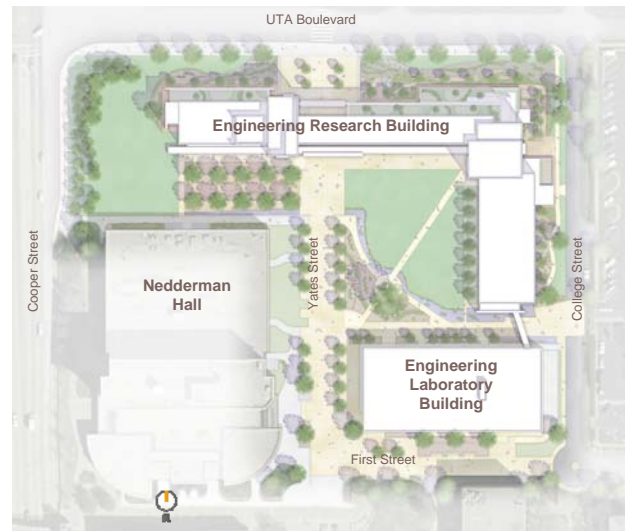 UTA Boulevard
Engineering Research Building
Cooper Street
Nedderman
Hall
Yates Street
College Street
Engineering
Laboratory
Building
First Street